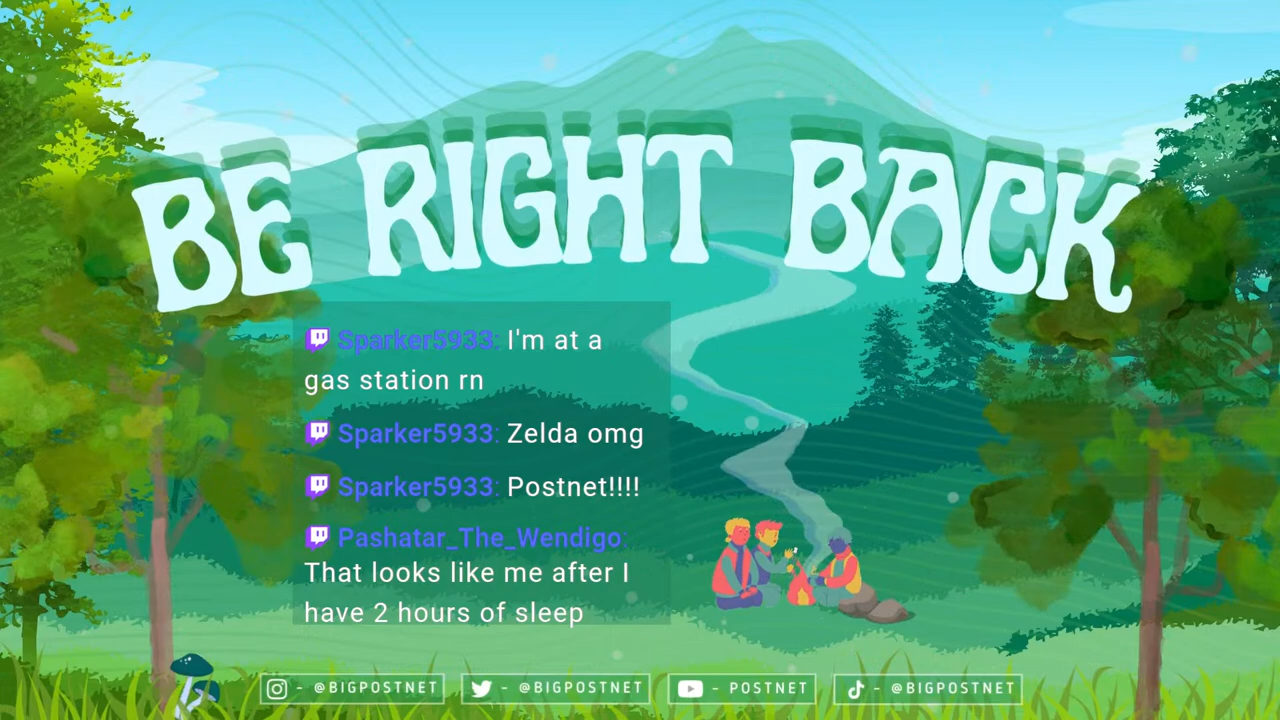 BE RIGHT BACK
Sparker5933: I'm at a
gas station rn
Sparker5933: Zelda omg
Sparker5933: Postnet!!!!
Pashatar_The_Wendigo:
That looks like me after I
have 2 hours of sleep
- @BIGPOSTNET
- @BIGPOSTNET
- POSTNET
- @BIGPOSTNET